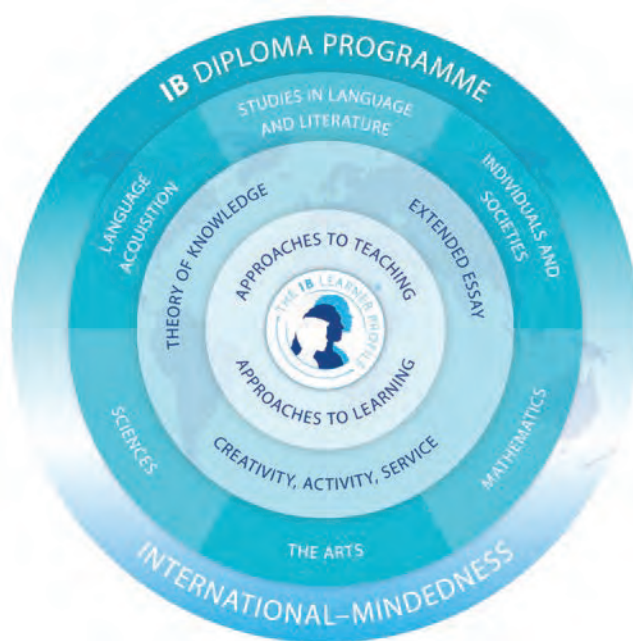 IB DIPLOMA PROGRAMME
STUDIES IN LANGUAGE
AND LITERATURE
LANGUAGE
ACQUISITION
INDIVIDUALS AND
SOCIETIES
THEORY OF KNOWLEDGE
EXTENDED ESSAY
APPROACHES TO TEACHING
THE IB LEARNER PROFILE
®
APPROACHES TO LEARNING
CREATIVITY, ACTIVITY, SERVICE
SCIENCES
MATHEMATICS
THE ARTS
INTERNATIONAL–MINDEDNESS